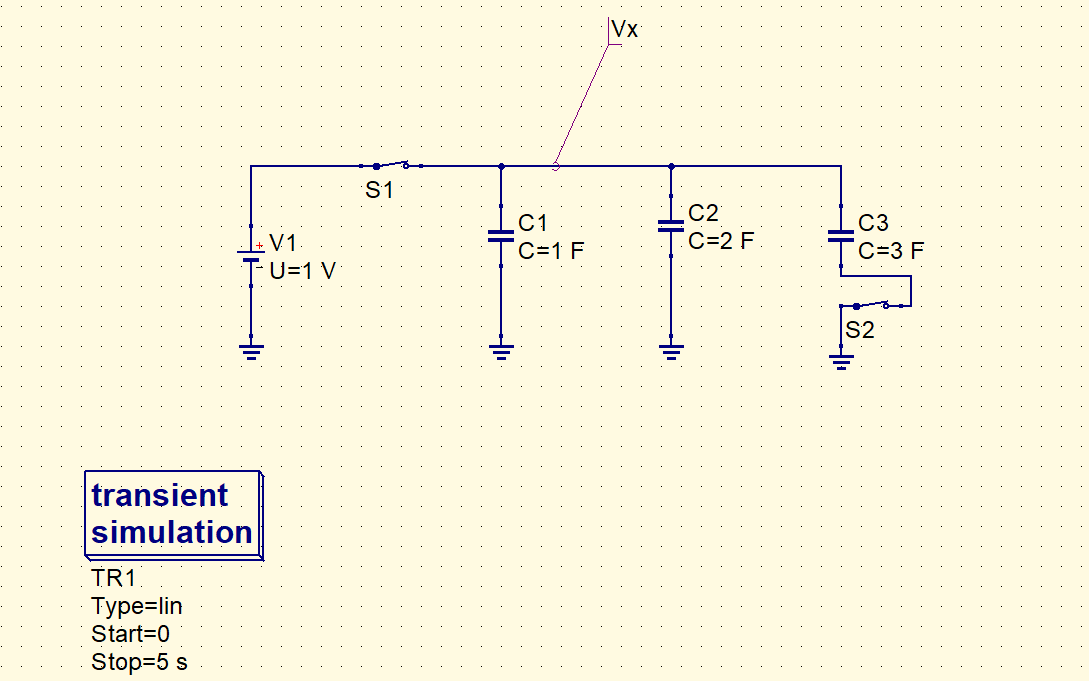 Vx
S1
V1
U=1 V
C1
C=1 F
C2
C=2 F
C3
C=3 F
S2
transient
simulation
TR1
Type=lin
Start=0
Stop=5 s